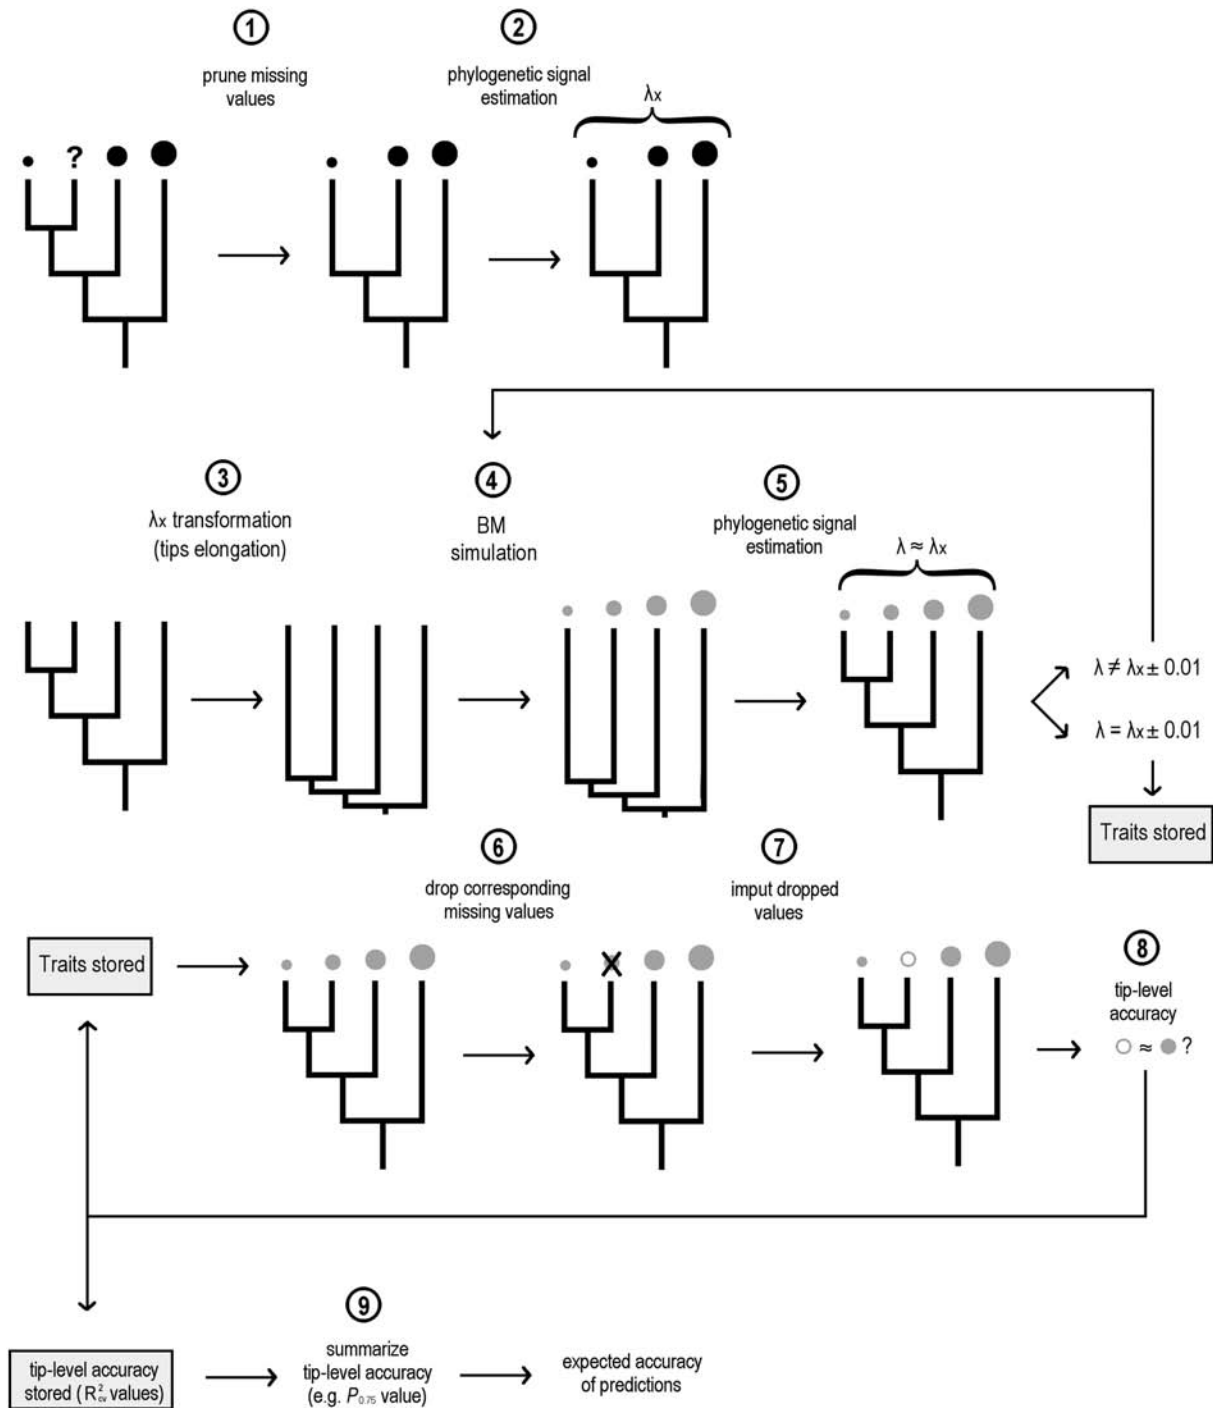 1
prune missing
values
2
phylogenetic signal
estimation
λx
?
3
λx transformation
(tips elongation)
4
BM
simulation
5
phylogenetic signal
estimation
λ ≈ λx
λ ≠ λx ± 0.01
λ = λx ± 0.01
Traits stored
6
drop corresponding
missing values
7
imput dropped
values
Traits stored
8
tip-level
accuracy
≈ ?
9
summarize
tip-level accuracy
(e.g. P0.75 value)
tip-level accuracy
stored (R²cv values)
expected accuracy
of predictions